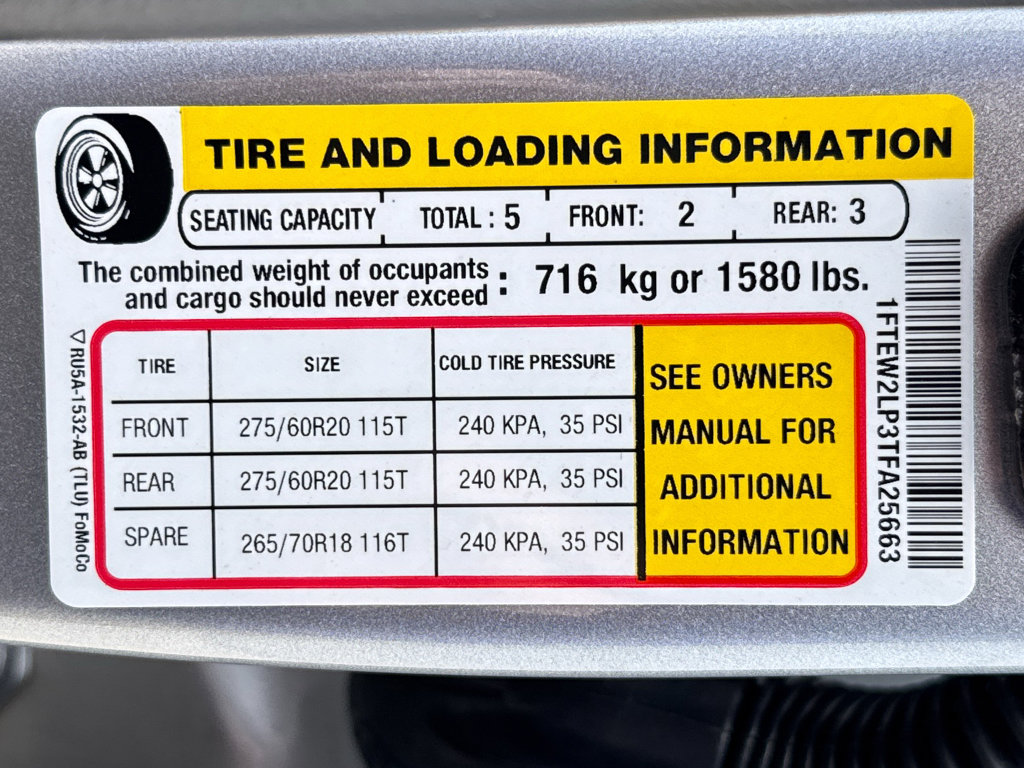 TIRE AND LOADING INFORMATION
SEATING CAPACITY TOTAL : 5 FRONT: 2 REAR: 3
The combined weight of occupants
and cargo should never exceed : 716 kg or 1580 lbs.
TIRE SIZE COLD TIRE PRESSURE
FRONT 275/60R20 115T 240 KPA, 35 PSI
REAR 275/60R20 115T 240 KPA, 35 PSI
SPARE 265/70R18 116T 240 KPA, 35 PSI
SEE OWNERS
MANUAL FOR
ADDITIONAL
INFORMATION
RU5A-1532-AB (TLU) FoMoCo
1FTEW2LP3TFA25663